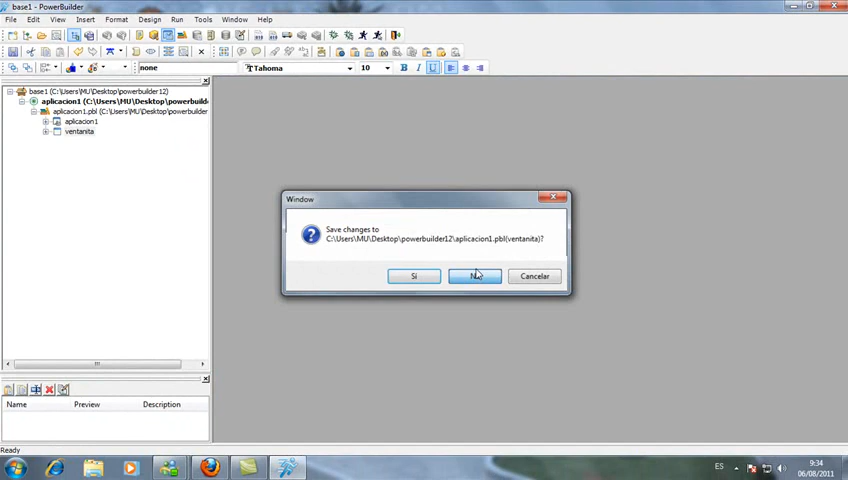 base1 - PowerBuilder
File Edit View Insert Format Design Run Tools Window Help
none Tahoma 10 B I U
base1 (C:\Users\MU\Desktop\powerbuilder12)
aplicacion1 (C:\Users\MU\Desktop\powerbuilde
aplicacion1.pbl (C:\Users\MU\Desktop\powerbuilder
aplicacion1
ventanita
Window
Save changes to
C:\Users\MU\Desktop\powerbuilder12\aplicacion1.pbl(ventanita)?
Sí Cancelar
Name Preview Description
Ready
ES 9:34
06/08/2011